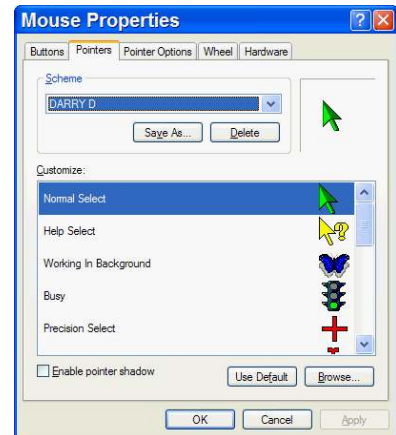 Mouse Properties
Buttons Pointers Pointer Options Wheel Hardware
Scheme
DARRY D
Save As... Delete
Customize:
Normal Select
Help Select
Working In Background
Busy
Precision Select
Enable pointer shadow
Use Default Browse...
OK Cancel Apply